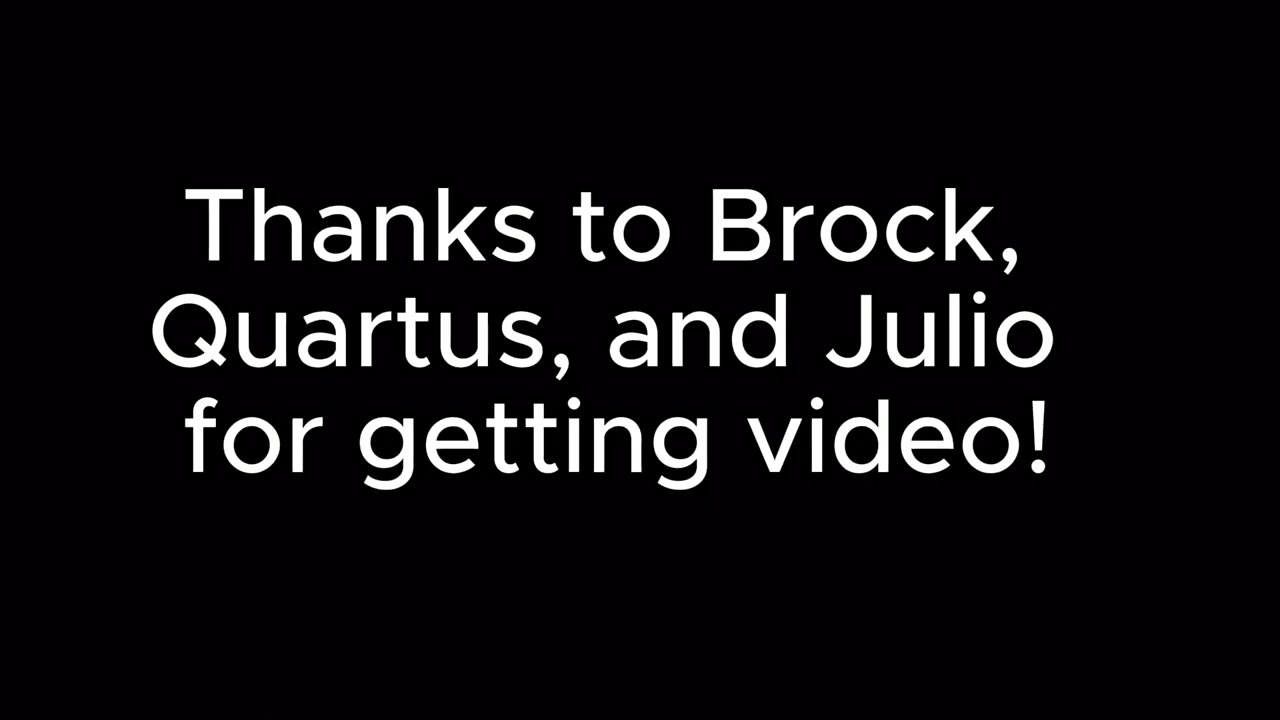 Thanks to Brock,
Quartus, and Julio
for getting video!